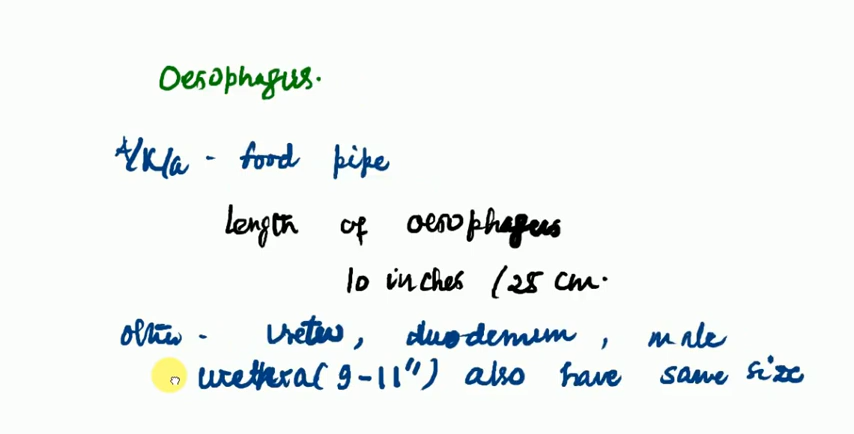 Oesophagus.
A/K/a - food pipe
length of oesophagus
10 inches (25 cm.
other - ureter, duodenum, male
urethra (9-11") also have same size